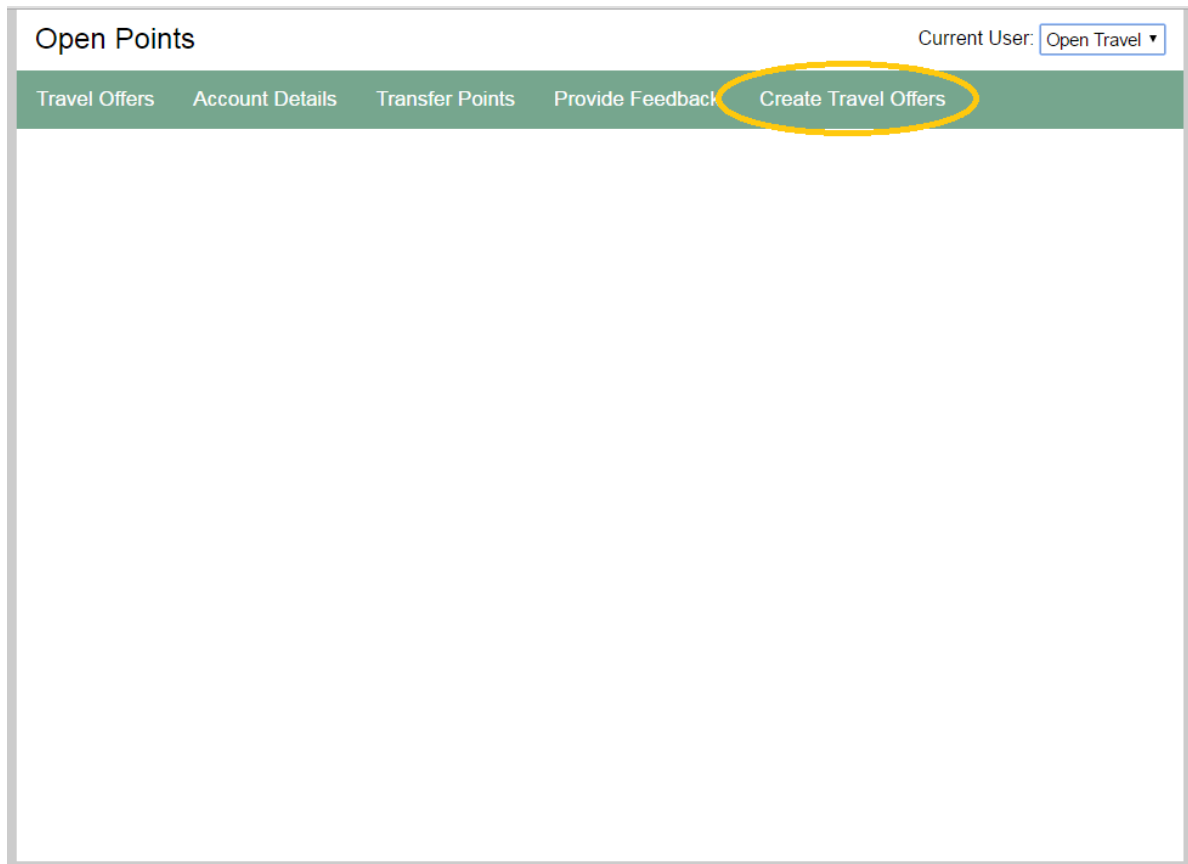 Open Points
Current User: Open Travel
Travel Offers Account Details Transfer Points Provide Feedback Create Travel Offers